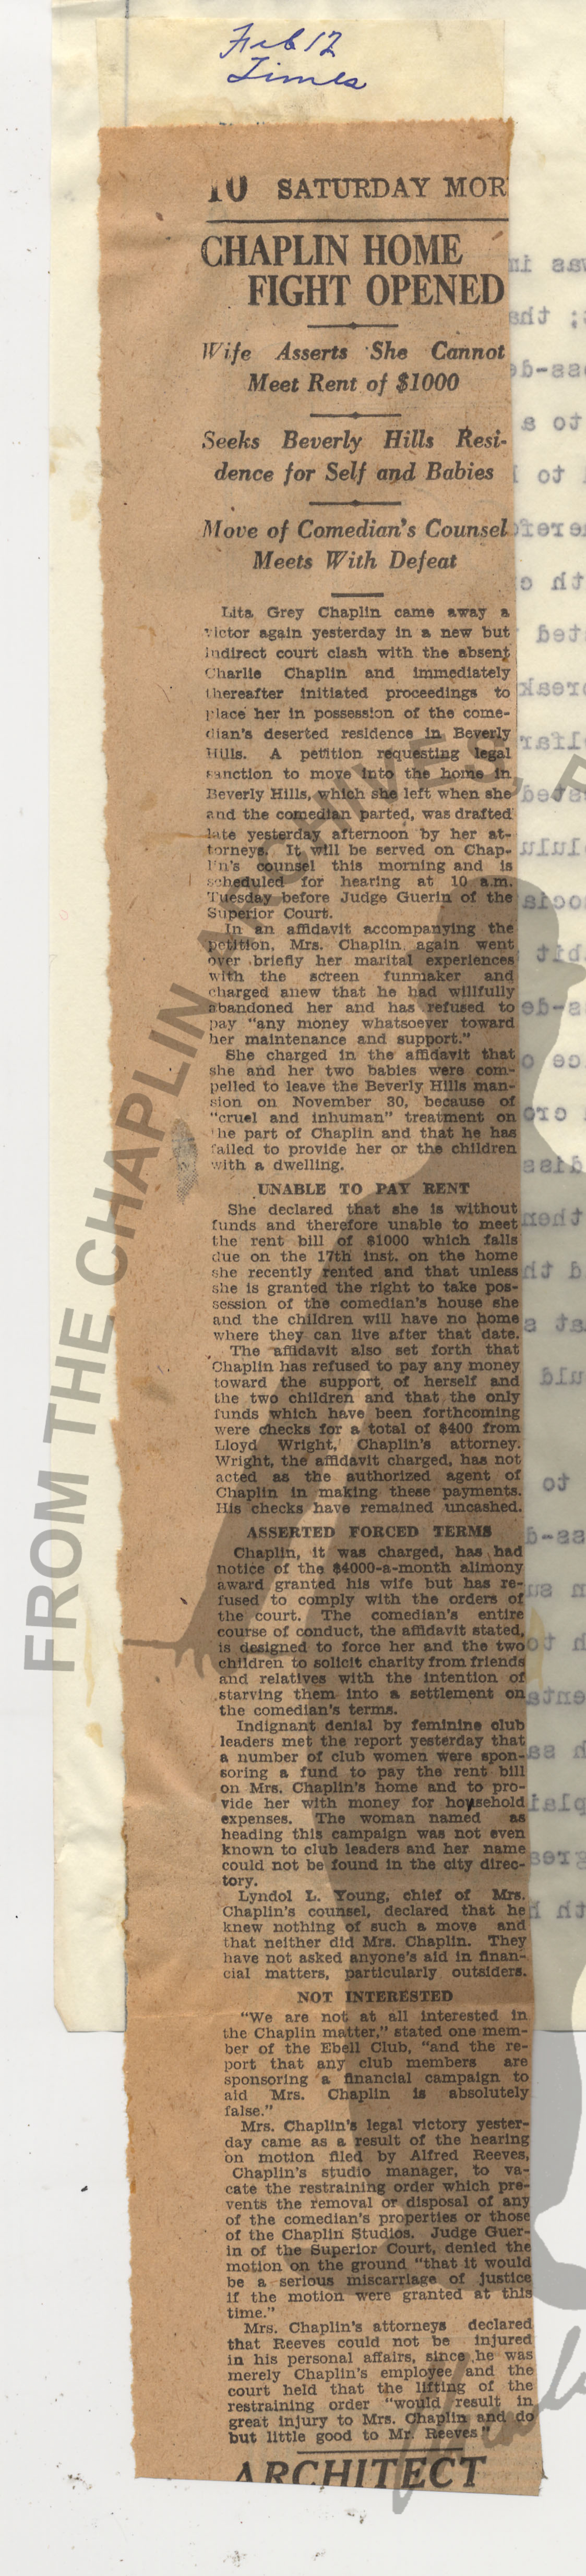 Feb 12
Times
10 SATURDAY MOR
CHAPLIN HOME
FIGHT OPENED
Wife Asserts She Cannot
Meet Rent of $1000
Seeks Beverly Hills Resi-
dence for Self and Babies
Move of Comedian's Counsel
Meets With Defeat
Lita Grey Chaplin came away a
victor again yesterday in a new but
indirect court clash with the absent
Charlie Chaplin and immediately
thereafter initiated proceedings to
place her in possession of the come-
dian's deserted residence in Beverly
Hills. A petition requesting legal
sanction to move into the home in
Beverly Hills, which she left when she
and the comedian parted, was drafted
late yesterday afternoon by her at-
torneys. It will be served on Chap-
lin's counsel this morning and is
scheduled for hearing at 10 a.m.
Tuesday before Judge Guerin of the
Superior Court.
In an affidavit accompanying the
petition, Mrs. Chaplin again went
over briefly her marital experiences
with the screen funmaker and
charged anew that he had willfully
abandoned her and has refused to
pay "any money whatsoever toward
her maintenance and support."
She charged in the affidavit that
she and her two babies were com-
pelled to leave the Beverly Hills man-
sion on November 30, because of
"cruel and inhuman" treatment on
the part of Chaplin and that he has
failed to provide her or the children
with a dwelling.
UNABLE TO PAY RENT
She declared that she is without
funds and therefore unable to meet
the rent bill of $1000 which falls
due on the 17th inst. on the home
she recently rented and that unless
she is granted the right to take pos-
session of the comedian's house she
and the children will have no home
where they can live after that date.
The affidavit also set forth that
Chaplin has refused to pay any money
toward the support of herself and
the two children and that the only
funds which have been forthcoming
were checks for a total of $400 from
Lloyd Wright, Chaplin's attorney.
Wright, the affidavit charged, has not
acted as the authorized agent of
Chaplin in making these payments.
His checks have remained uncashed.
ASSERTED FORCED TERMS
Chaplin, it was charged, has had
notice of the $4000-a-month alimony
award granted his wife but has re-
fused to comply with the orders of
the court. The comedian's entire
course of conduct, the affidavit stated,
is designed to force her and the two
children to solicit charity from friends
and relatives with the intention of
starving them into a settlement on
the comedian's terms.
Indignant denial by feminine club
leaders met the report yesterday that
a number of club women were spon-
soring a fund to pay the rent bill
on Mrs. Chaplin's home and to pro-
vide her with money for household
expenses. The woman named as
heading this campaign was not even
known to club leaders and her name
could not be found in the city direc-
tory.
Lyndol L. Young, chief of Mrs.
Chaplin's counsel, declared that he
knew nothing of such a move and
that neither did Mrs. Chaplin. They
have not asked anyone's aid in finan-
cial matters, particularly outsiders.
NOT INTERESTED
"We are not at all interested in
the Chaplin matter," stated one mem-
ber of the Ebell Club, "and the re-
port that any club members are
sponsoring a financial campaign to
aid Mrs. Chaplin is absolutely
false."
Mrs. Chaplin's legal victory yester-
day came as a result of the hearing
on motion filed by Alfred Reeves,
Chaplin's studio manager, to va-
cate the restraining order which pre-
vents the removal or disposal of any
of the comedian's properties or those
of the Chaplin Studios. Judge Guer-
in of the Superior Court, denied the
motion on the ground "that it would
be a serious miscarriage of justice
if the motion were granted at this
time."
Mrs. Chaplin's attorneys declared
that Reeves could not be injured
in his personal affairs, since he was
merely Chaplin's employee and the
court held that the lifting of the
restraining order "would result in
great injury to Mrs. Chaplin and do
but little good to Mr. Reeves"
ARCHITECT
FROM THE CHAPLIN ARCHIVES,